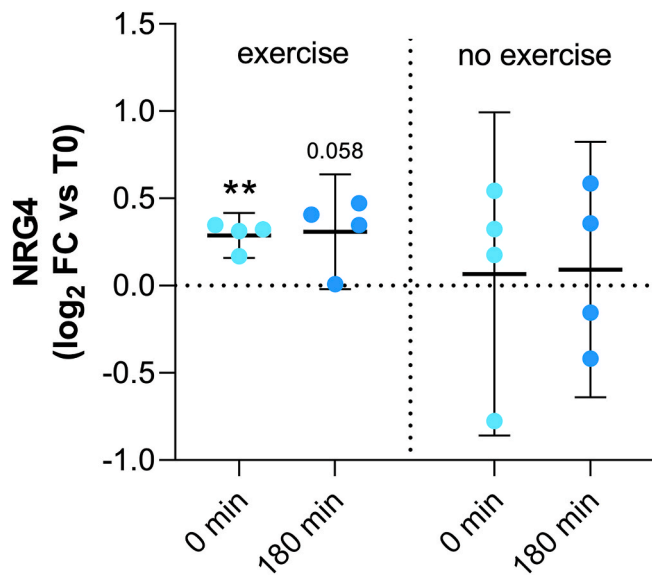 exercise
no exercise
0.058
**
NRG4
(log₂ FC vs T0)
1.5
1.0
0.5
0.0
-0.5
-1.0
0 min
180 min
0 min
180 min